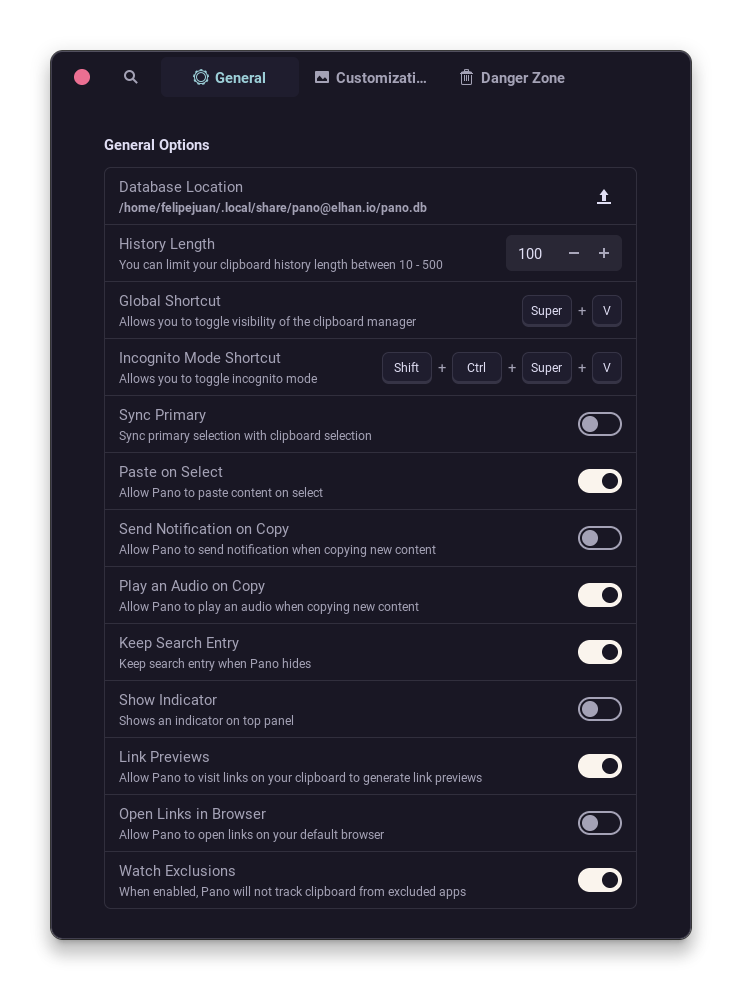 General
Customizati...
Danger Zone
General Options
Database Location
/home/felipejuan/.local/share/pano@elhan.io/pano.db
History Length
You can limit your clipboard history length between 10 - 500
100 − +
Global Shortcut
Allows you to toggle visibility of the clipboard manager
Super + V
Incognito Mode Shortcut
Allows you to toggle incognito mode
Shift + Ctrl + Super + V
Sync Primary
Sync primary selection with clipboard selection
Paste on Select
Allow Pano to paste content on select
Send Notification on Copy
Allow Pano to send notification when copying new content
Play an Audio on Copy
Allow Pano to play an audio when copying new content
Keep Search Entry
Keep search entry when Pano hides
Show Indicator
Shows an indicator on top panel
Link Previews
Allow Pano to visit links on your clipboard to generate link previews
Open Links in Browser
Allow Pano to open links on your default browser
Watch Exclusions
When enabled, Pano will not track clipboard from excluded apps